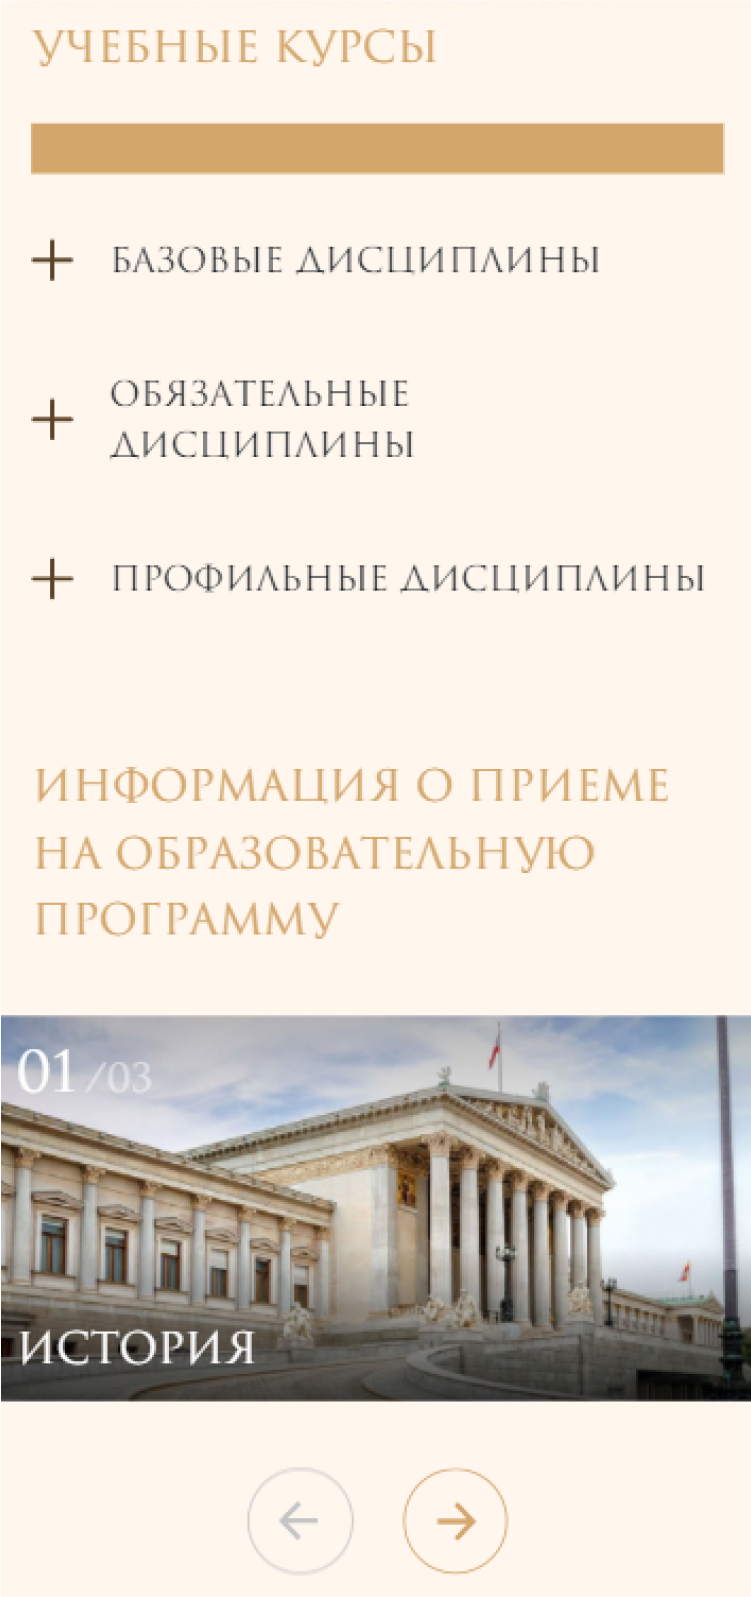 УЧЕБНЫЕ КУРСЫ
БАЗОВЫЕ ДИСЦИПЛИНЫ
ОБЯЗАТЕЛЬНЫЕ
ДИСЦИПЛИНЫ
ПРОФИЛЬНЫЕ ДИСЦИПЛИНЫ
ИНФОРМАЦИЯ О ПРИЕМЕ
НА ОБРАЗОВАТЕЛЬНУЮ
ПРОГРАММУ
01/03
ИСТОРИЯ